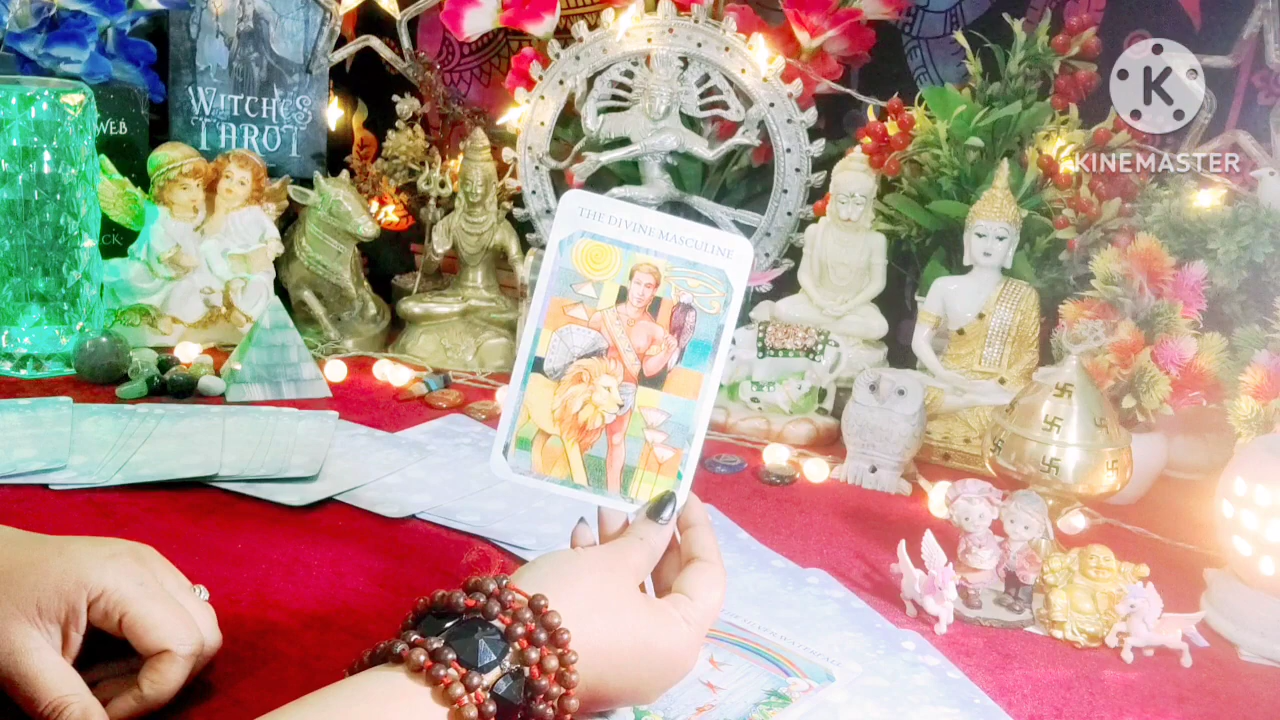 WITCHES
TAROT
WEB
THE DIVINE MASCULINE
K
KINEMASTER